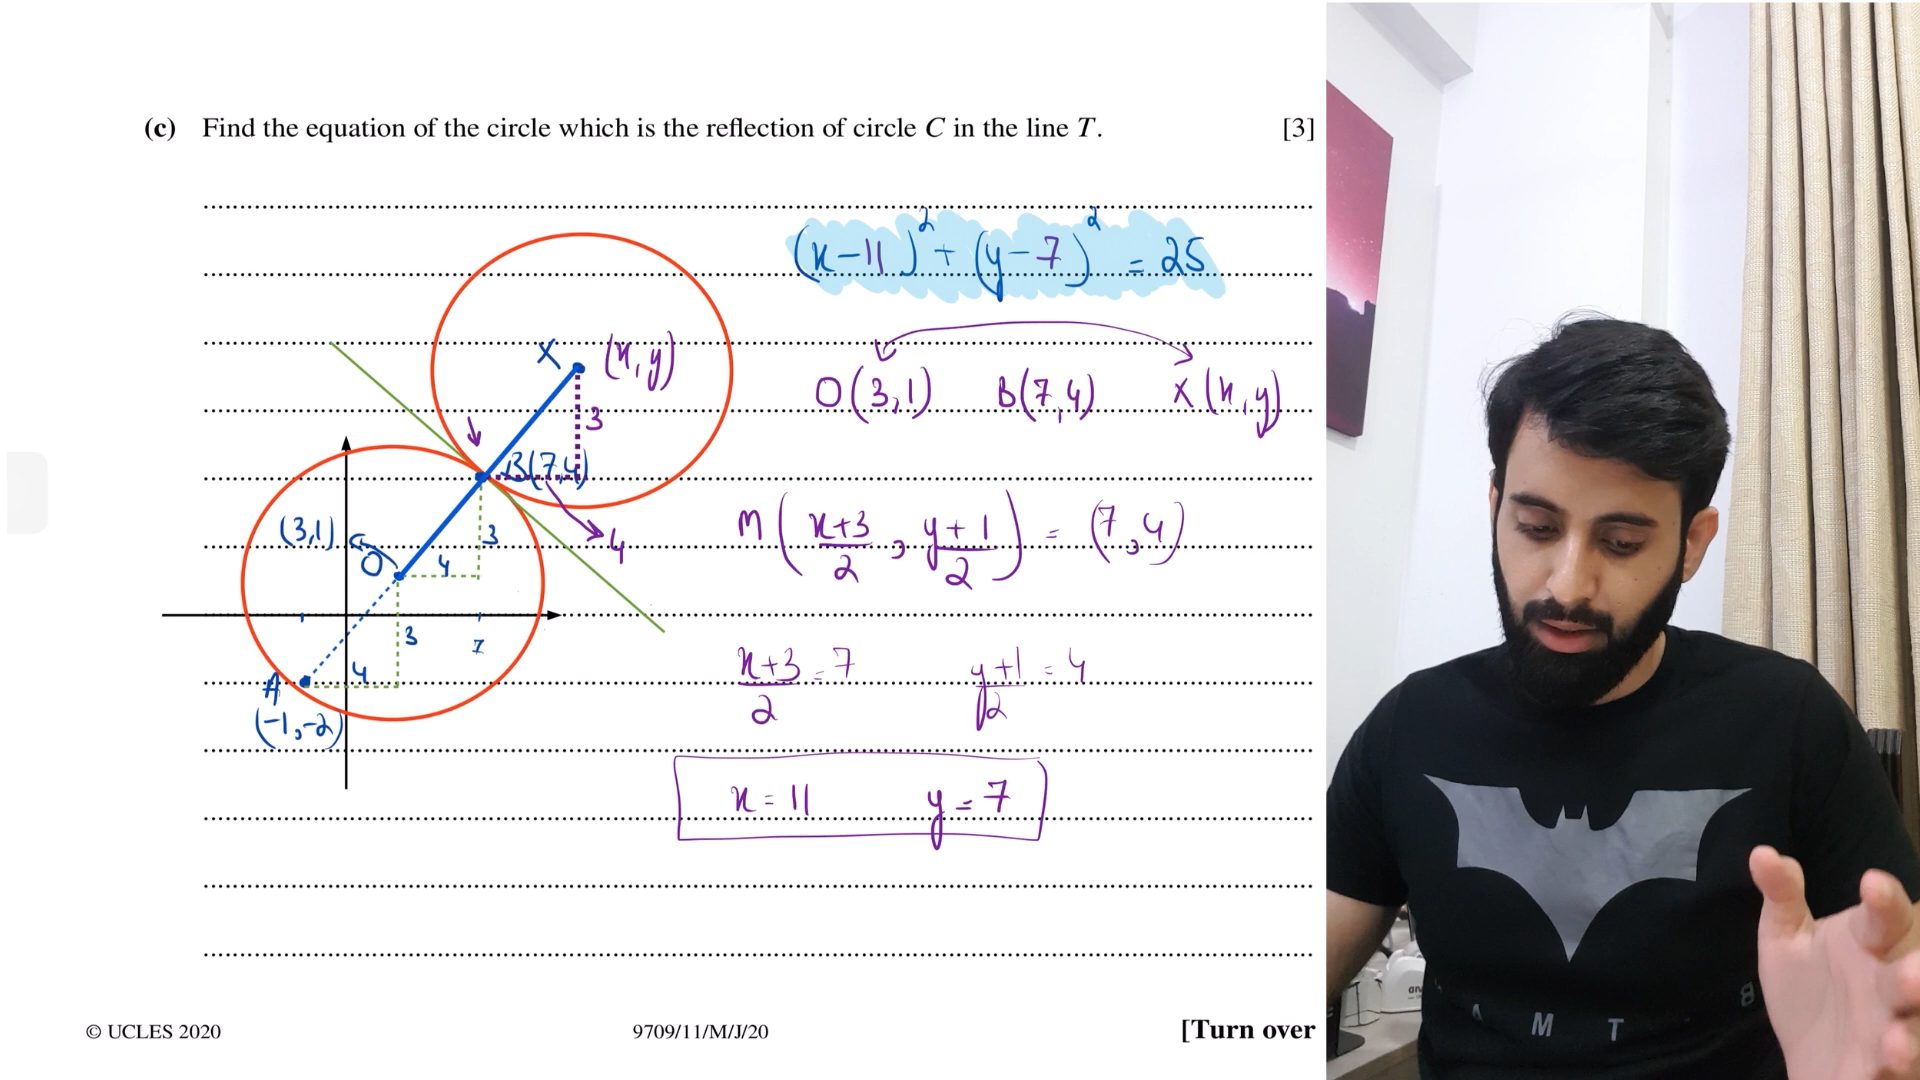 (c) Find the equation of the circle which is the reflection of circle C in the line T. [3]
(x-11)² + (y-7)² = 25
X (x, y)
3
O(3,1) B(7,4) X(x,y)
B(7,4)
(3,1)
O
4
3
4
M(x+3/2, y+1/2) = (7,4)
3
7
4
A
(-1,-2)
x+3/2 = 7 y+1/2 = 4
x = 11 y = 7
© UCLES 2020 9709/11/M/J/20 [Turn over
A M T B